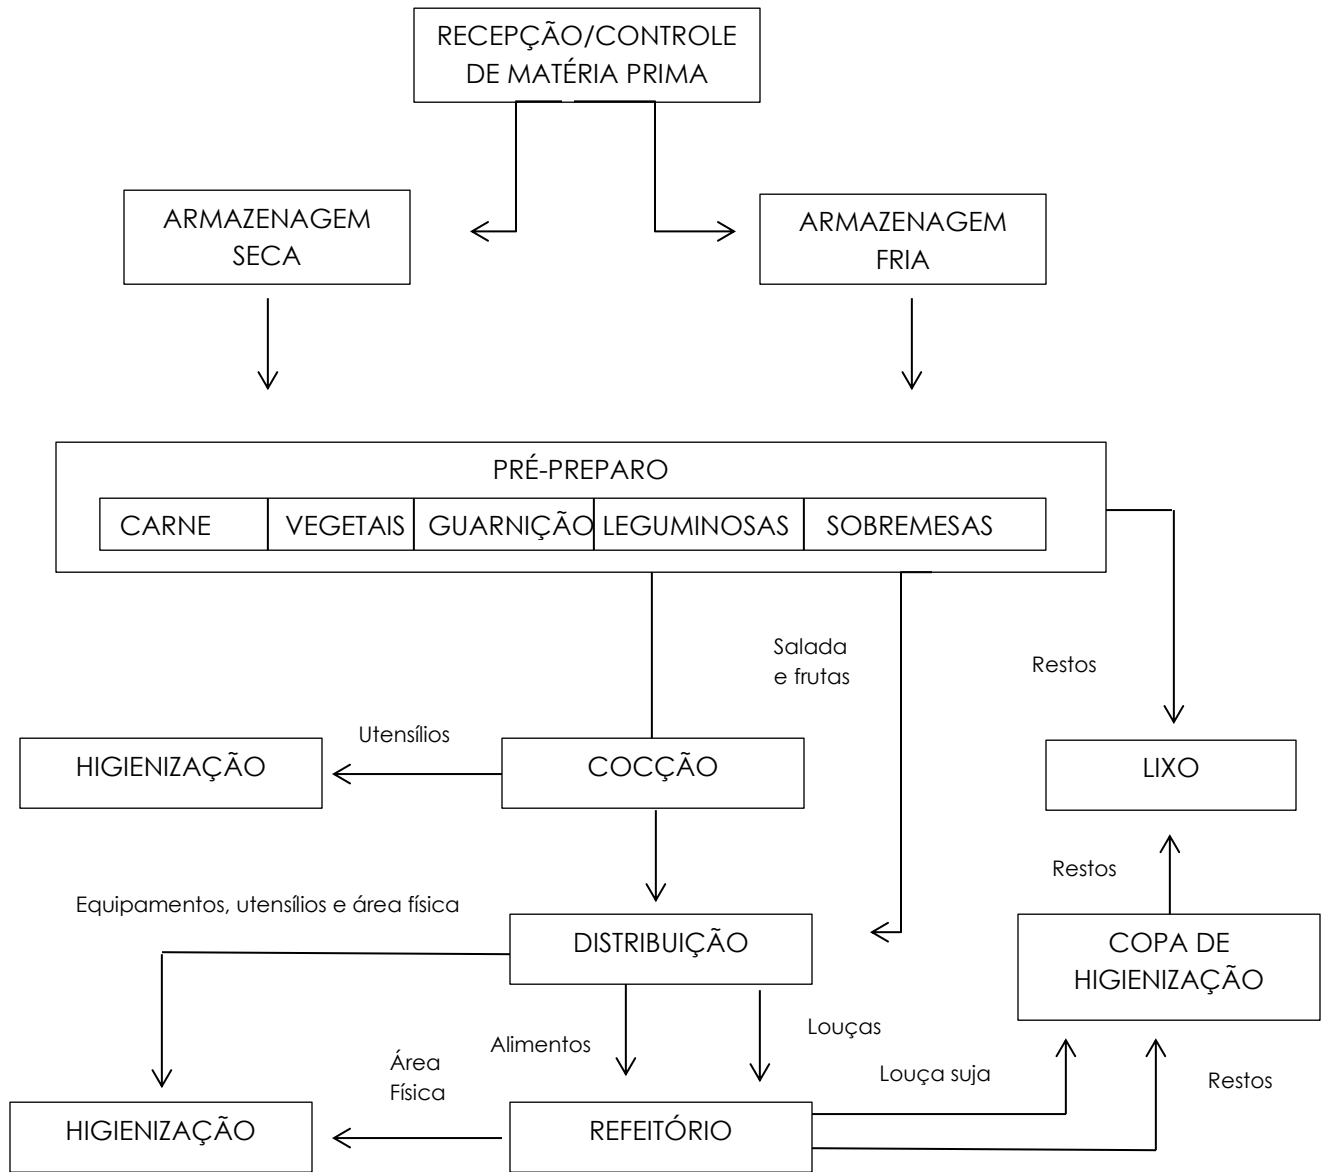 RECEPÇÃO/CONTROLE
DE MATÉRIA PRIMA
ARMAZENAGEM
SECA
ARMAZENAGEM
FRIA
PRÉ-PREPARO
CARNE
VEGETAIS
GUARNIÇÃO
LEGUMINOSAS
SOBREMESAS
Salada
e frutas
Restos
Utensílios
HIGIENIZAÇÃO
COCÇÃO
LIXO
Restos
Equipamentos, utensílios e área física
DISTRIBUIÇÃO
COPA DE
HIGIENIZAÇÃO
Louças
Alimentos
Área
Física
Louça suja
Restos
HIGIENIZAÇÃO
REFEITÓRIO